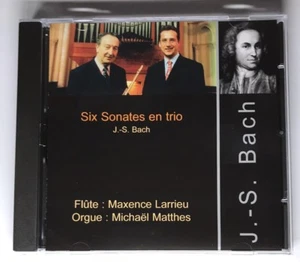 Six Sonates en trio
J.-S. Bach
Flûte : Maxence Larrieu
Orgue : Michaël Matthes
J.-S. Bach